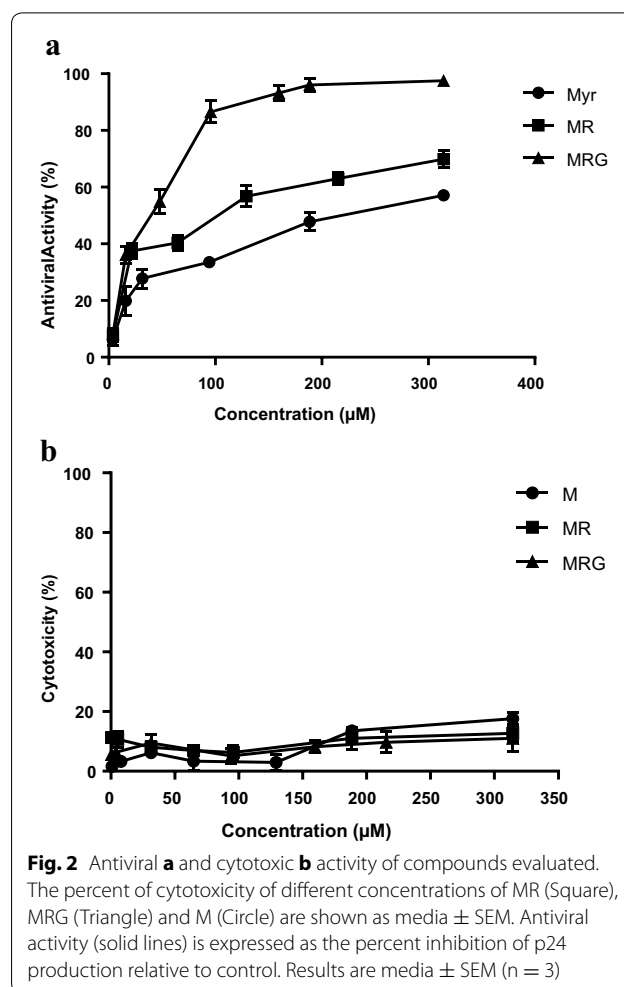 a
100
80
60
40
20
0
AntiviralActivity (%)
Myr
MR
MRG
0 100 200 300 400
Concentration (µM)
b
100
80
60
40
20
0
Cytotoxicity (%)
M
MR
MRG
0 50 100 150 200 250 300 350
Concentration (µM)
Fig. 2 Antiviral a and cytotoxic b activity of compounds evaluated.
The percent of cytotoxicity of different concentrations of MR (Square),
MRG (Triangle) and M (Circle) are shown as media ± SEM. Antiviral
activity (solid lines) is expressed as the percent inhibition of p24
production relative to control. Results are media ± SEM (n = 3)